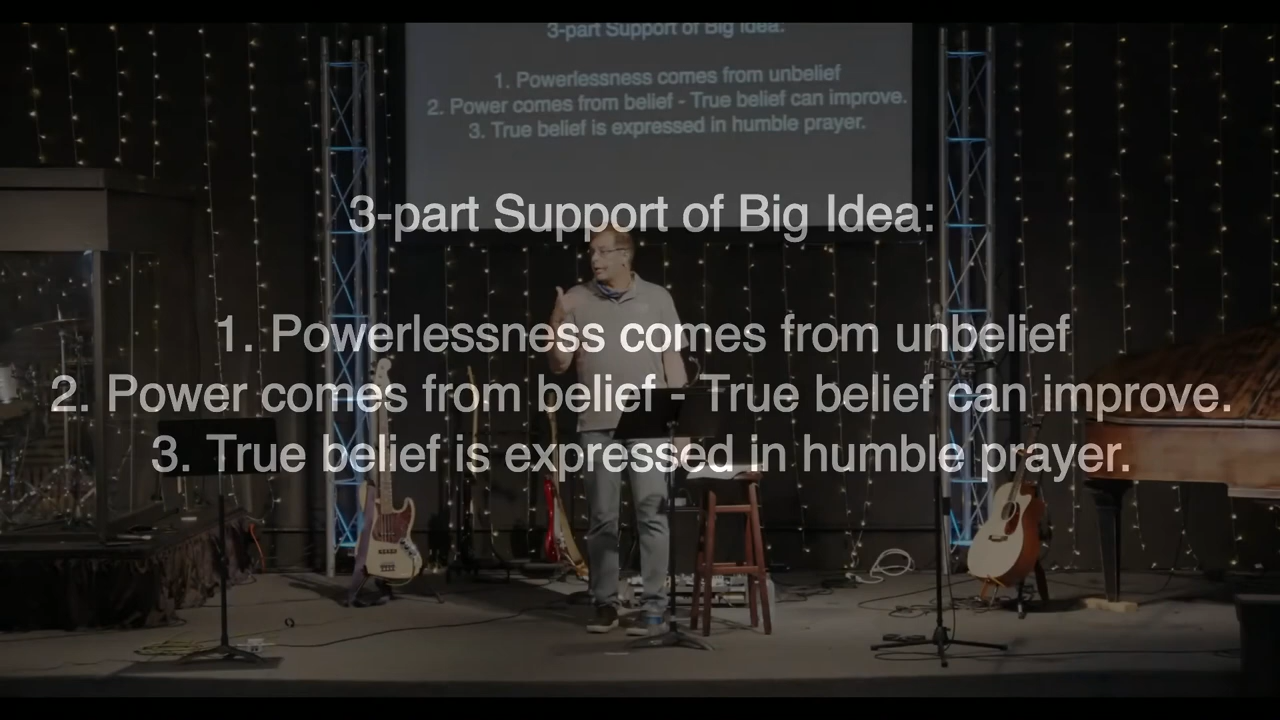 3-part Support of Big Idea:
1. Powerlessness comes from unbelief
2. Power comes from belief - True belief can improve.
3. True belief is expressed in humble prayer.
3-part Support of Big Idea:
1. Powerlessness comes from unbelief
2. Power comes from belief - True belief can improve.
3. True belief is expressed in humble prayer.